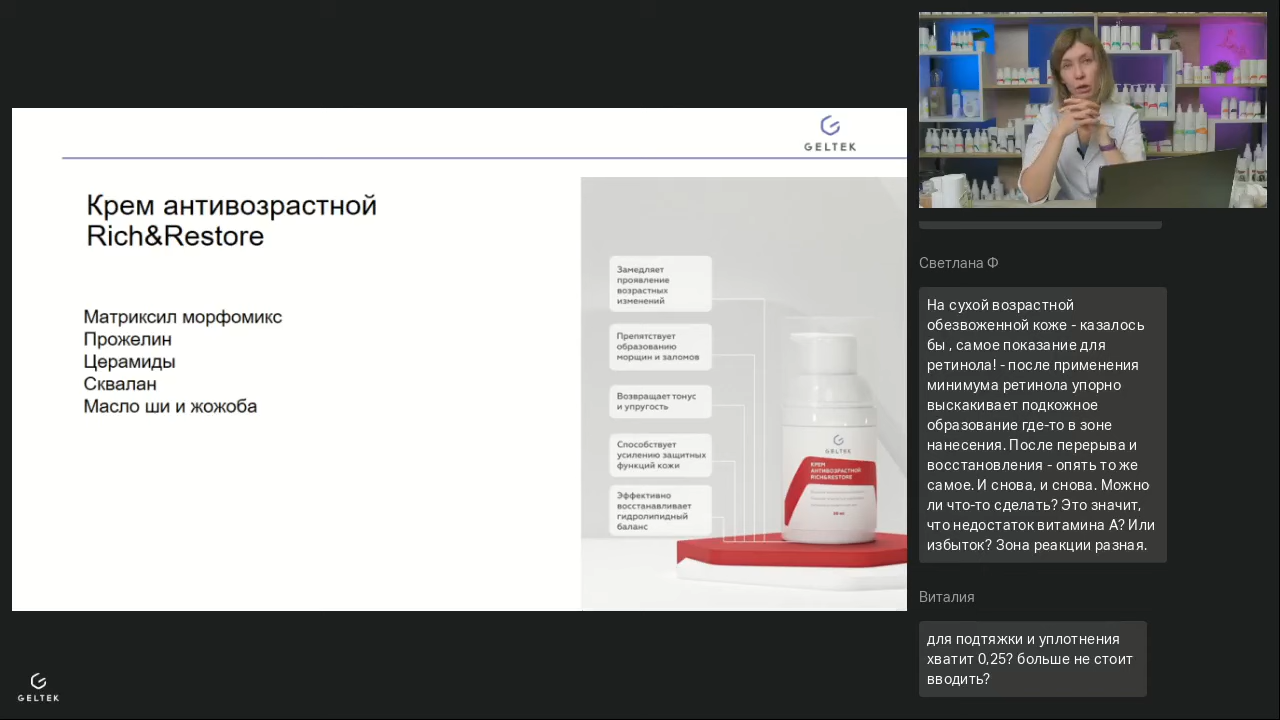 GELTEK
Крем антивозрастной
Rich&Restore
Матриксил морфомикс
Прожелин
Церамиды
Сквалан
Масло ши и жожоба
Замедляет
проявление
возрастных
изменений
Препятствует
образованию
морщин и заломов
Возвращает тонус
и упругость
Способствует
усилению защитных
функций кожи
Эффективно
восстанавливает
гидролипидный
баланс
GELTEK
КРЕМ
АНТИВОЗРАСТНОЙ
RICH&RESTORE
GELTEK
Светлана Ф
На сухой возрастной
обезвоженной коже - казалось
бы , самое показание для
ретинола! - после применения
минимума ретинола упорно
выскакивает подкожное
образование где-то в зоне
нанесения. После перерыва и
восстановления - опять то же
самое. И снова, и снова. Можно
ли что-то сделать? Это значит,
что недостаток витамина А? Или
избыток? Зона реакции разная.
Виталия
для подтяжки и уплотнения
хватит 0,25? больше не стоит
вводить?